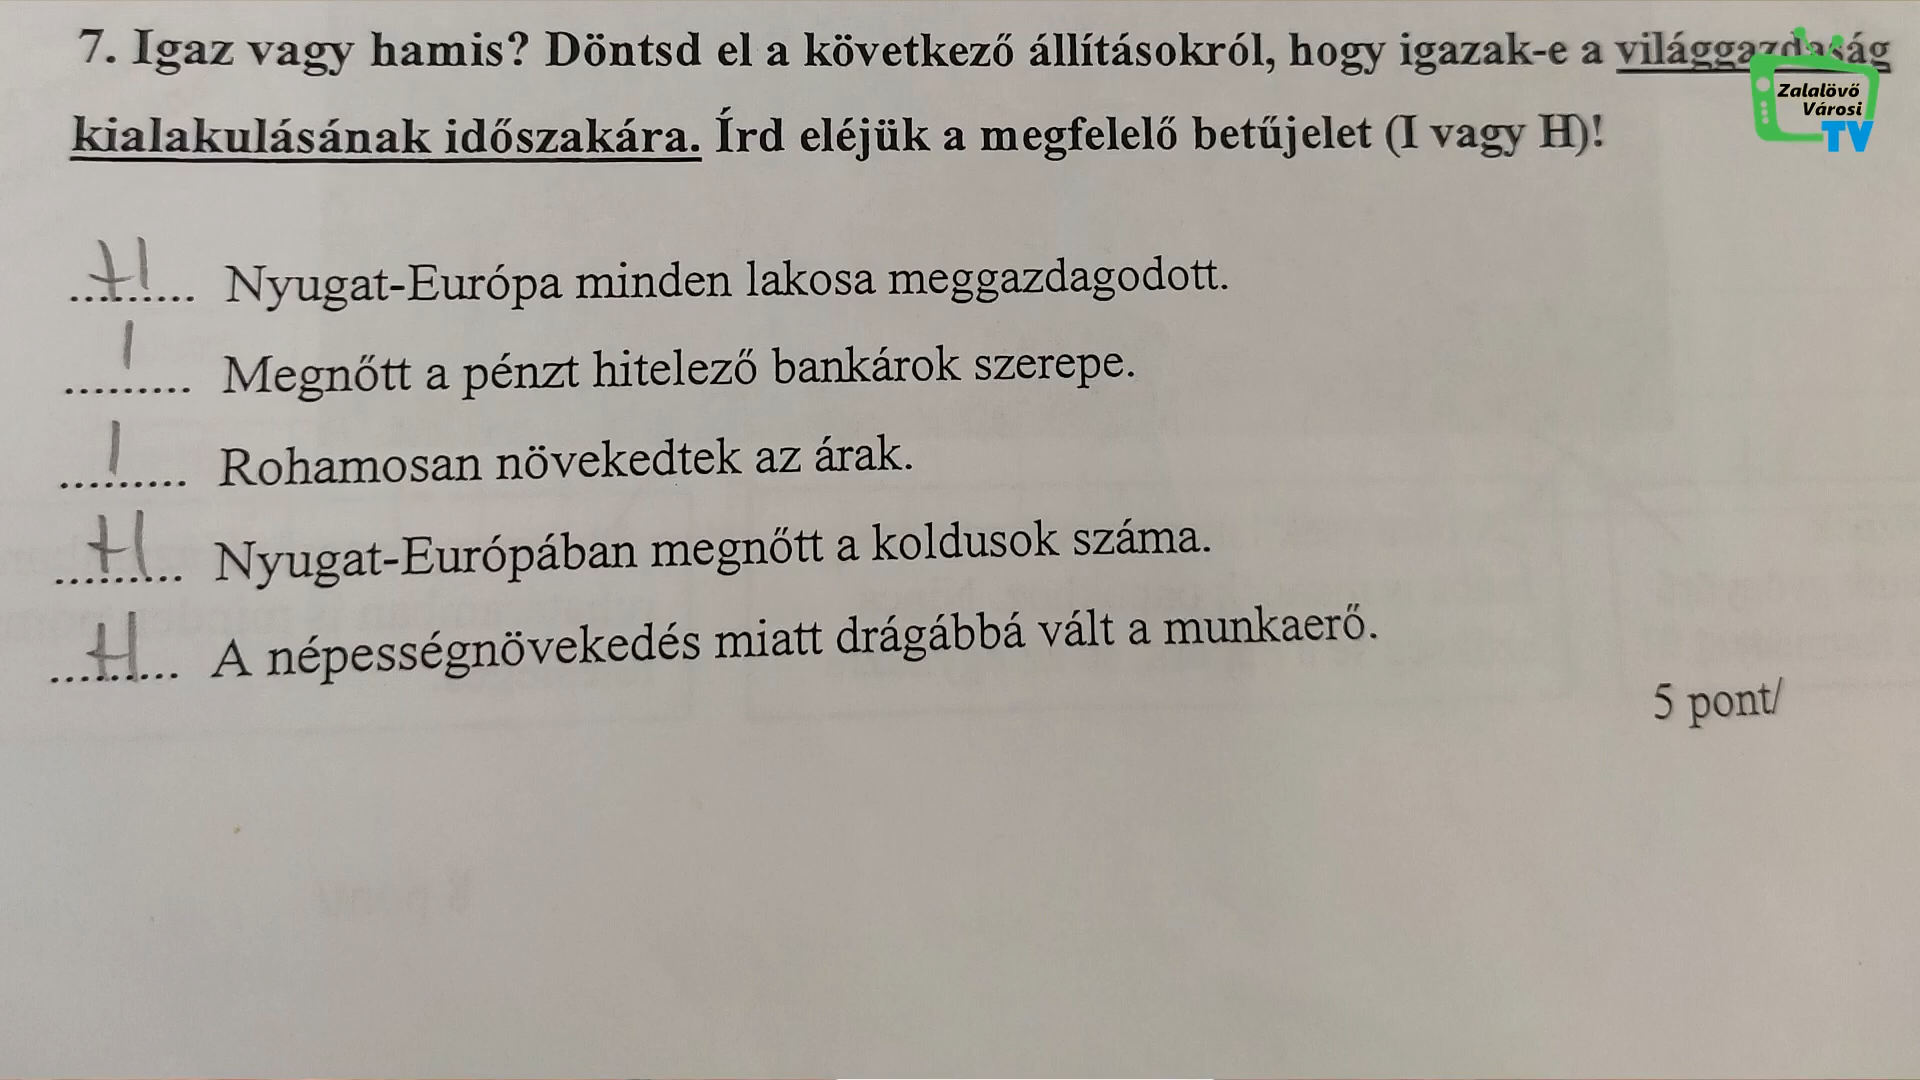 7. Igaz vagy hamis? Döntsd el a következő állításokról, hogy igazak-e a világgazdaság
Zalalövő
Városi
TV
kialakulásának időszakára. Írd eléjük a megfelelő betűjelet (I vagy H)!
H Nyugat-Európa minden lakosa meggazdagodott.
I Megnőtt a pénzt hitelező bankárok szerepe.
I Rohamosan növekedtek az árak.
H Nyugat-Európában megnőtt a koldusok száma.
H A népességnövekedés miatt drágábbá vált a munkaerő.
5 pont/